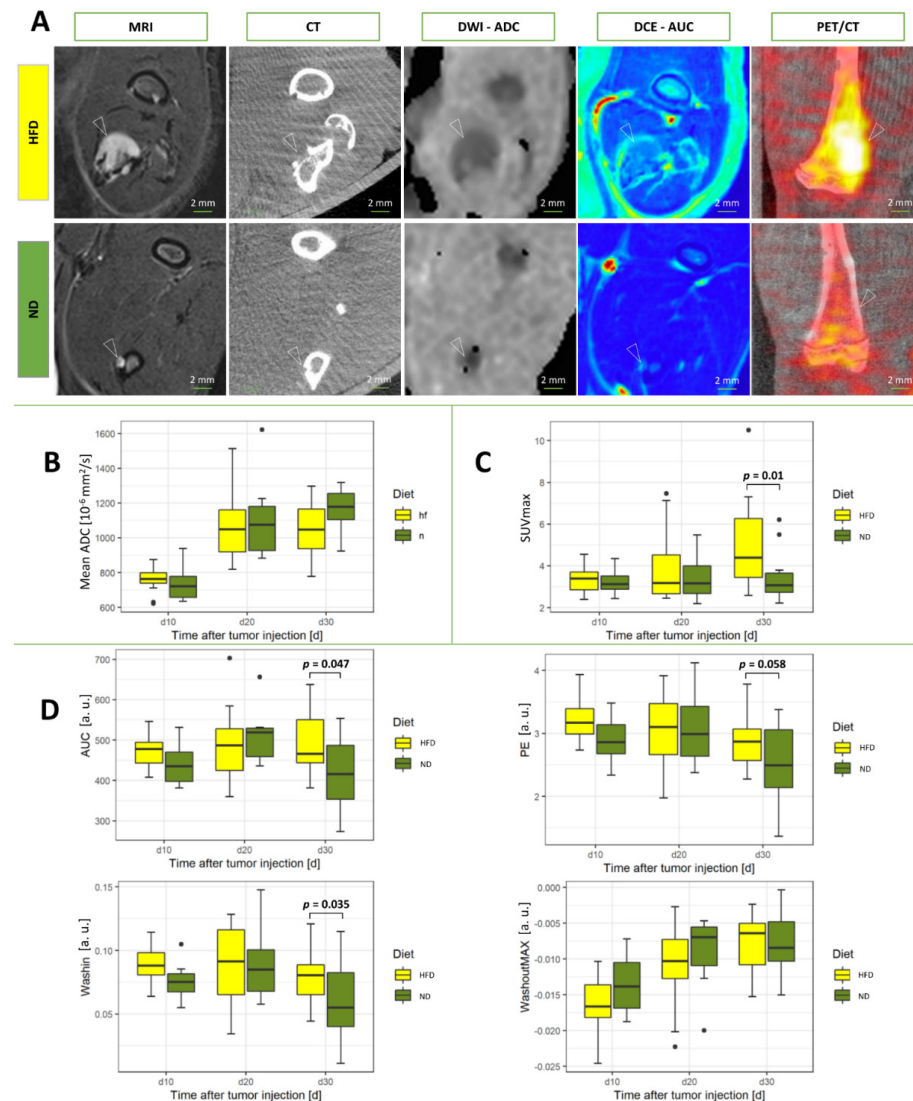 A
MRI
CT
DWI - ADC
DCE - AUC
PET/CT
HFD
2 mm
2 mm
2 mm
2 mm
2 mm
ND
2 mm
2 mm
2 mm
2 mm
2 mm
B
Mean ADC [10⁻⁶ mm²/s]
1600
1400
1200
1000
800
600
d10
d20
d30
Time after tumor injection [d]
Diet
hf
n
C
SUVmax
10
8
6
4
2
p = 0.01
d10
d20
d30
Time after tumor injection [d]
Diet
HFD
ND
D
AUC [a. u.]
700
600
500
400
300
p = 0.047
d10
d20
d30
Time after tumor injection [d]
Diet
HFD
ND
PE [a. u.]
4
3
2
p = 0.058
d10
d20
d30
Time after tumor injection [d]
Diet
HFD
ND
Washin [a. u.]
0.15
0.10
0.05
p = 0.035
d10
d20
d30
Time after tumor injection [d]
Diet
HFD
ND
WashoutMAX [a. u.]
0.000
-0.005
-0.010
-0.015
-0.020
-0.025
d10
d20
d30
Time after tumor injection [d]
Diet
HFD
ND